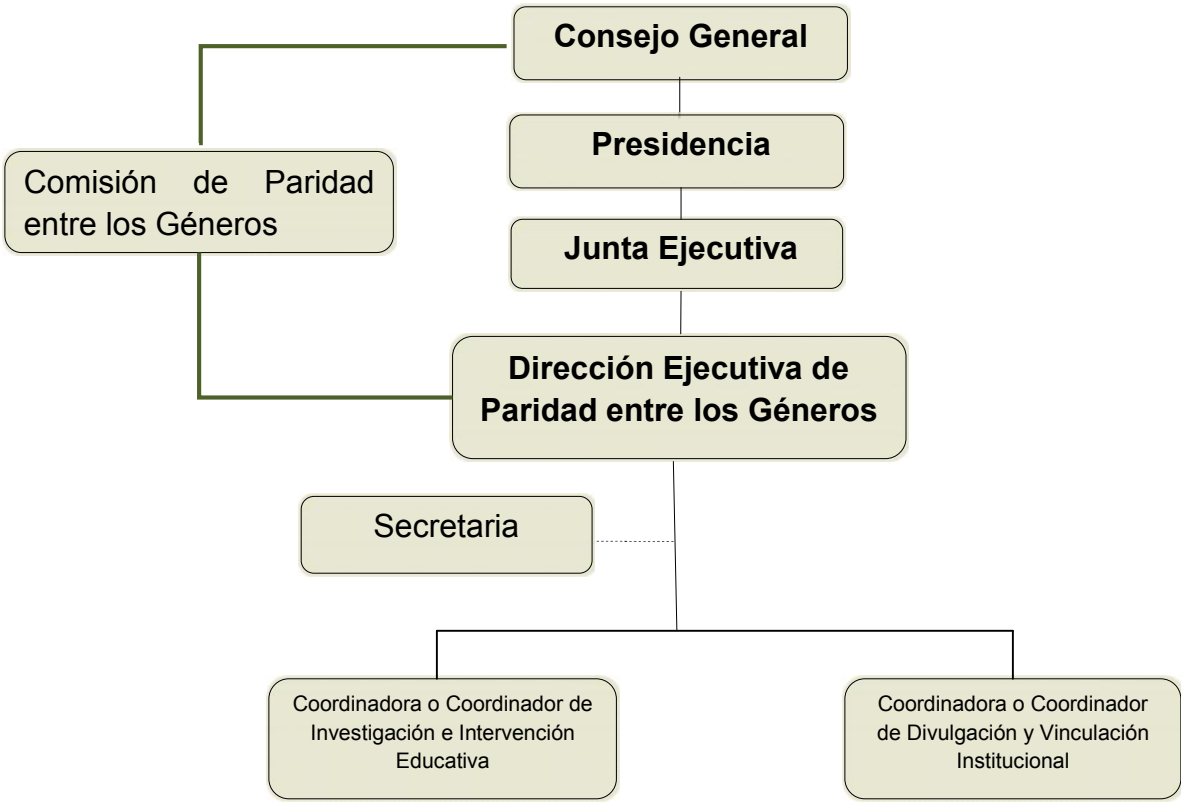 Consejo General
Presidencia
Comisión de Paridad
entre los Géneros
Junta Ejecutiva
Dirección Ejecutiva de
Paridad entre los Géneros
Secretaria
Coordinadora o Coordinador de
Investigación e Intervención
Educativa
Coordinadora o Coordinador
de Divulgación y Vinculación
Institucional